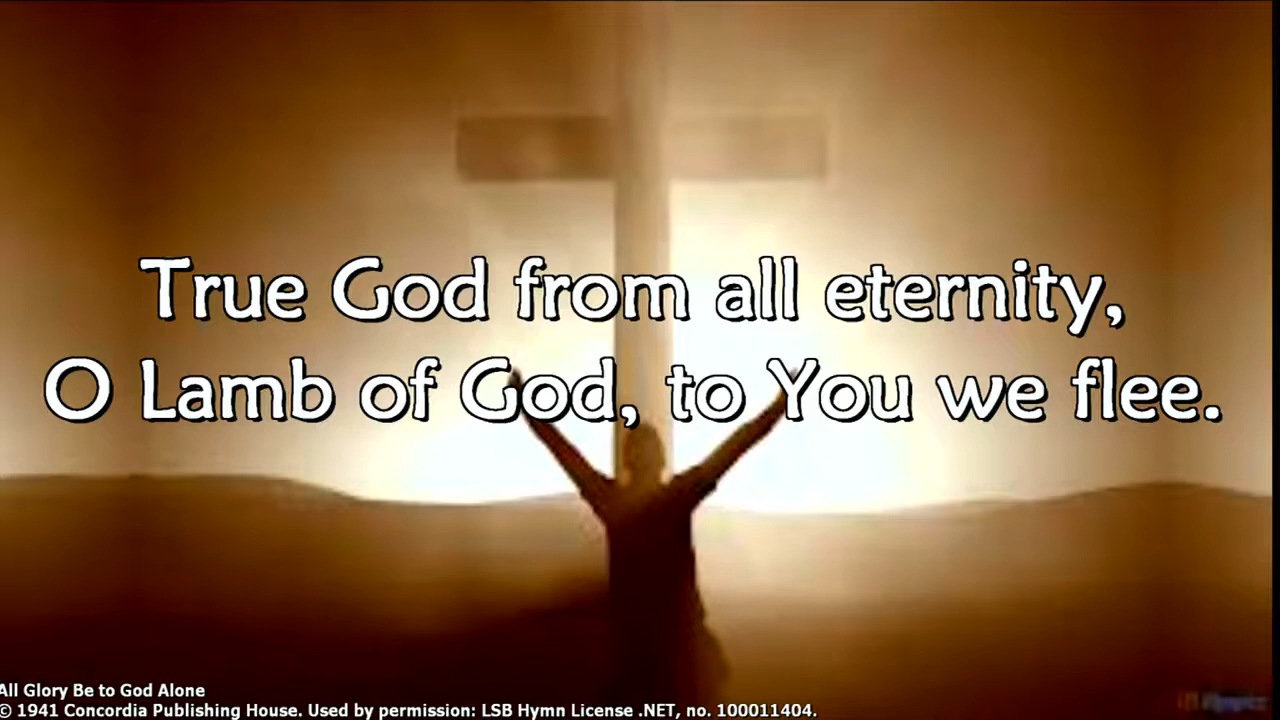 True God from all eternity,
O Lamb of God, to You we flee.
All Glory Be to God Alone
© 1941 Concordia Publishing House. Used by permission: LSB Hymn License .NET, no. 100011404.